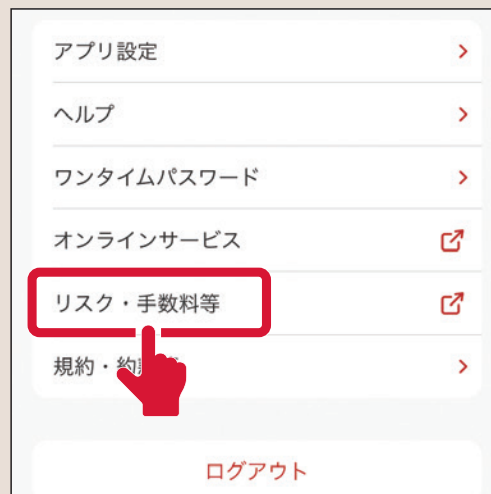 アプリ設定
ヘルプ
ワンタイムパスワード
オンラインサービス
リスク・手数料等
規約・約
ログアウト